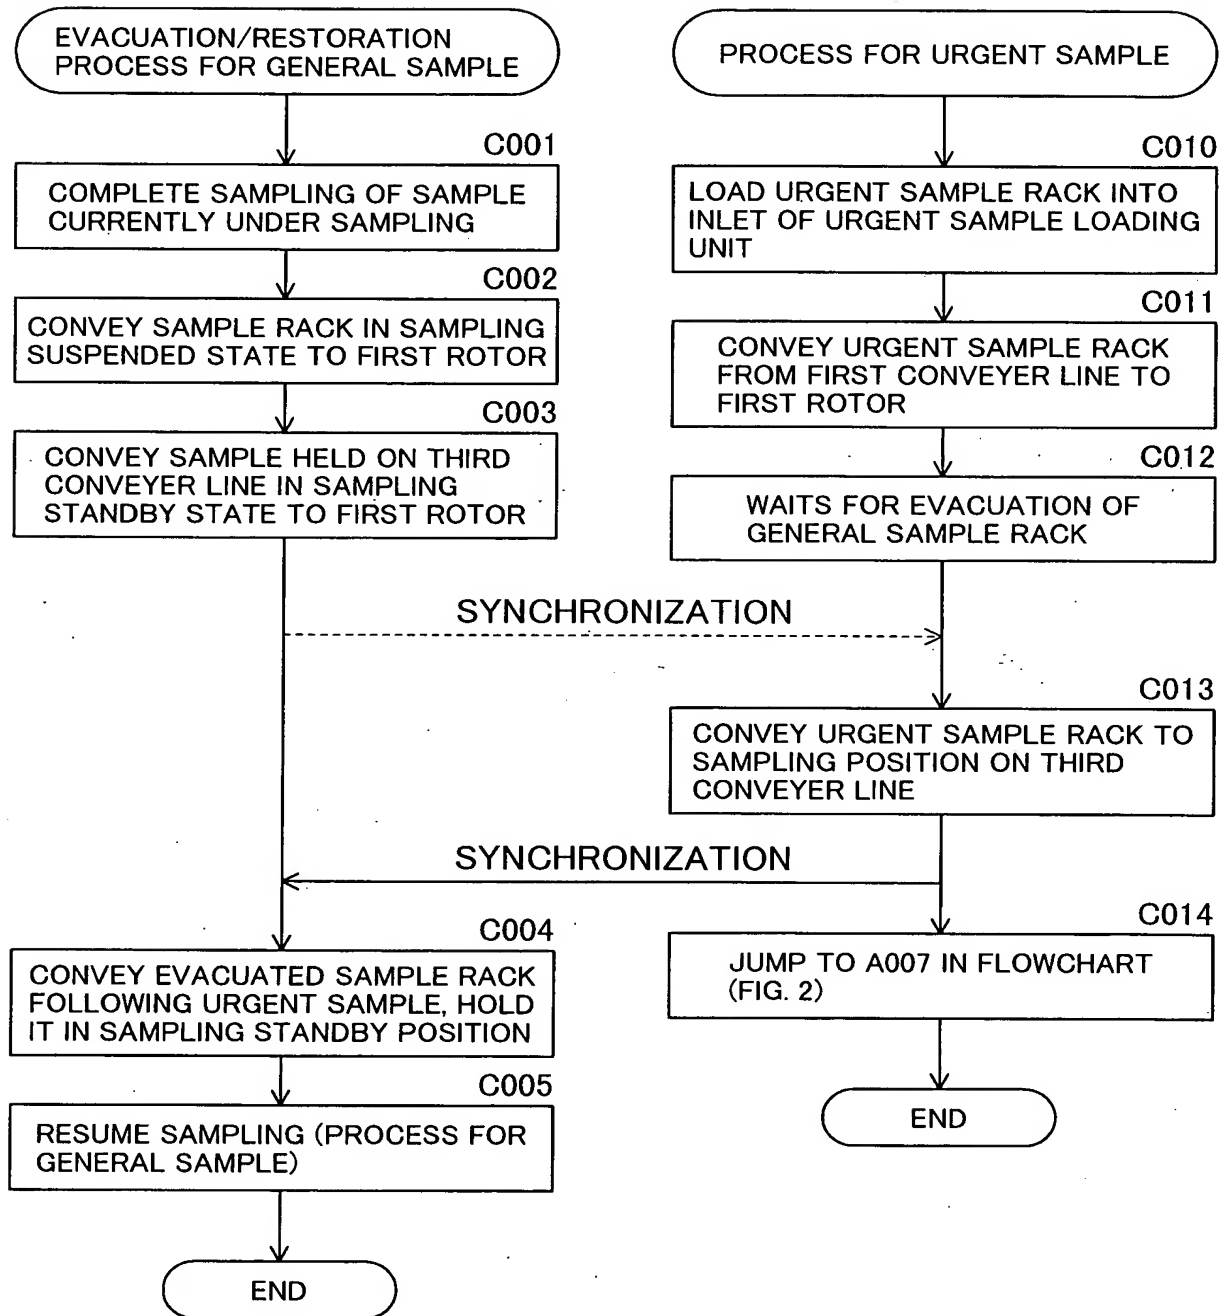 EVACUATION/RESTORATION
PROCESS FOR GENERAL SAMPLE
C001
COMPLETE SAMPLING OF SAMPLE
CURRENTLY UNDER SAMPLING
C002
CONVEY SAMPLE RACK IN SAMPLING
SUSPENDED STATE TO FIRST ROTOR
C003
CONVEY SAMPLE HELD ON THIRD
CONVEYER LINE IN SAMPLING
STANDBY STATE TO FIRST ROTOR
PROCESS FOR URGENT SAMPLE
C010
LOAD URGENT SAMPLE RACK INTO
INLET OF URGENT SAMPLE LOADING
UNIT
C011
CONVEY URGENT SAMPLE RACK
FROM FIRST CONVEYER LINE TO
FIRST ROTOR
C012
WAITS FOR EVACUATION OF
GENERAL SAMPLE RACK
SYNCHRONIZATION
C013
CONVEY URGENT SAMPLE RACK TO
SAMPLING POSITION ON THIRD
CONVEYER LINE
SYNCHRONIZATION
C004
CONVEY EVACUATED SAMPLE RACK
FOLLOWING URGENT SAMPLE, HOLD
IT IN SAMPLING STANDBY POSITION
C005
RESUME SAMPLING (PROCESS FOR
GENERAL SAMPLE)
END
C014
JUMP TO A007 IN FLOWCHART
(FIG. 2)
END